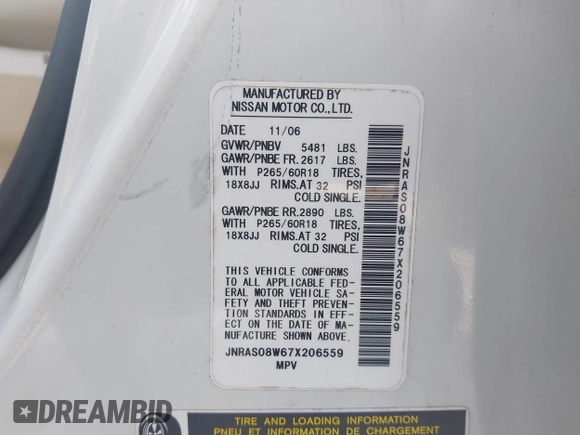 MANUFACTURED BY
NISSAN MOTOR CO., LTD.
DATE 11/06
GVWR/PNBV 5481 LBS.
GAWR/PNBE FR. 2617 LBS.
WITH P265/60R18 TIRES,
18X8JJ RIMS. AT 32 PSI
COLD SINGLE.
GAWR/PNBE RR. 2890 LBS.
WITH P265/60R18 TIRES,
18X8JJ RIMS. AT 32 PSI
COLD SINGLE.
THIS VEHICLE CONFORMS
TO ALL APPLICABLE FED-
ERAL MOTOR VEHICLE SA-
FETY AND THEFT PREVEN-
TION STANDARDS IN EFF-
ECT ON THE DATE OF MA-
NUFACTURE SHOWN ABOVE.
JNRAS08W67X206559
MPV
JNRAS08W67X206559
TIRE AND LOADING INFORMATION
PNEU ET INFORMATIONS DE CHARGEMENT
DREAMBID